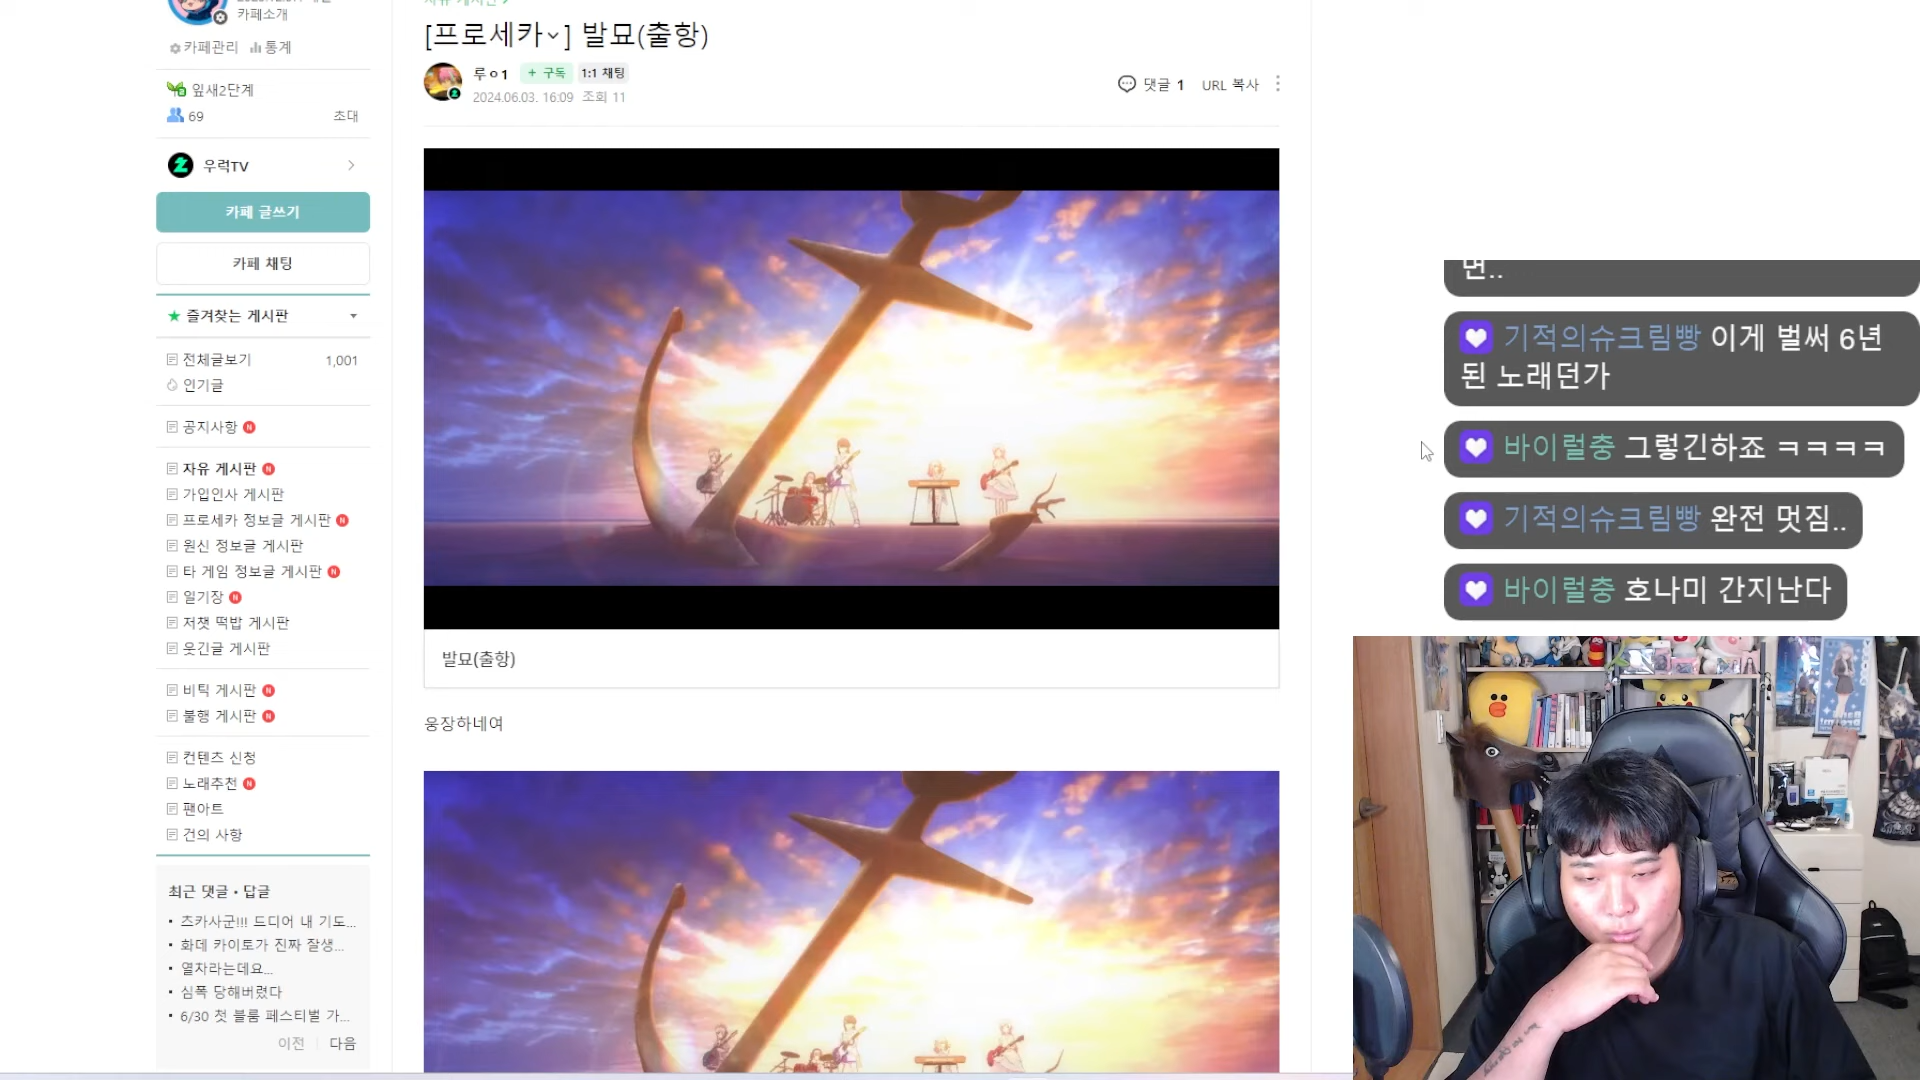 카페소개
카페관리 통계
잎새2단계
69 초대
우럭TV
카페 글쓰기
카페 채팅
즐겨찾는 게시판
전체글보기 1,001
인기글
공지사항 N
자유 게시판 N
가입인사 게시판
프로세카 정보글 게시판 N
원신 정보글 게시판
타 게임 정보글 게시판 N
일기장 N
저챗 떡밥 게시판
웃긴글 게시판
비틱 게시판 N
불행 게시판 N
컨텐츠 신청
노래추천 N
팬아트
건의 사항
최근 댓글·답글
츠카사군!!! 드디어 내 기도...
화데 카이토가 진짜 잘생...
열차라는데요...
심폭 당해버렸다
6/30 첫 블룸 페스티벌 가...
이전 다음
[프로세카~] 발묘(출항)
루ㅇ1 + 구독 1:1 채팅
2024.06.03. 16:09 조회 11
댓글 1 URL 복사
발묘(출항)
웅장하네여
면..
기적의슈크림빵 이게 벌써 6년
된 노래던가
바이럴충 그렇긴하죠 ㅋㅋㅋㅋ
기적의슈크림빵 완전 멋짐..
바이럴충 호나미 간지난다